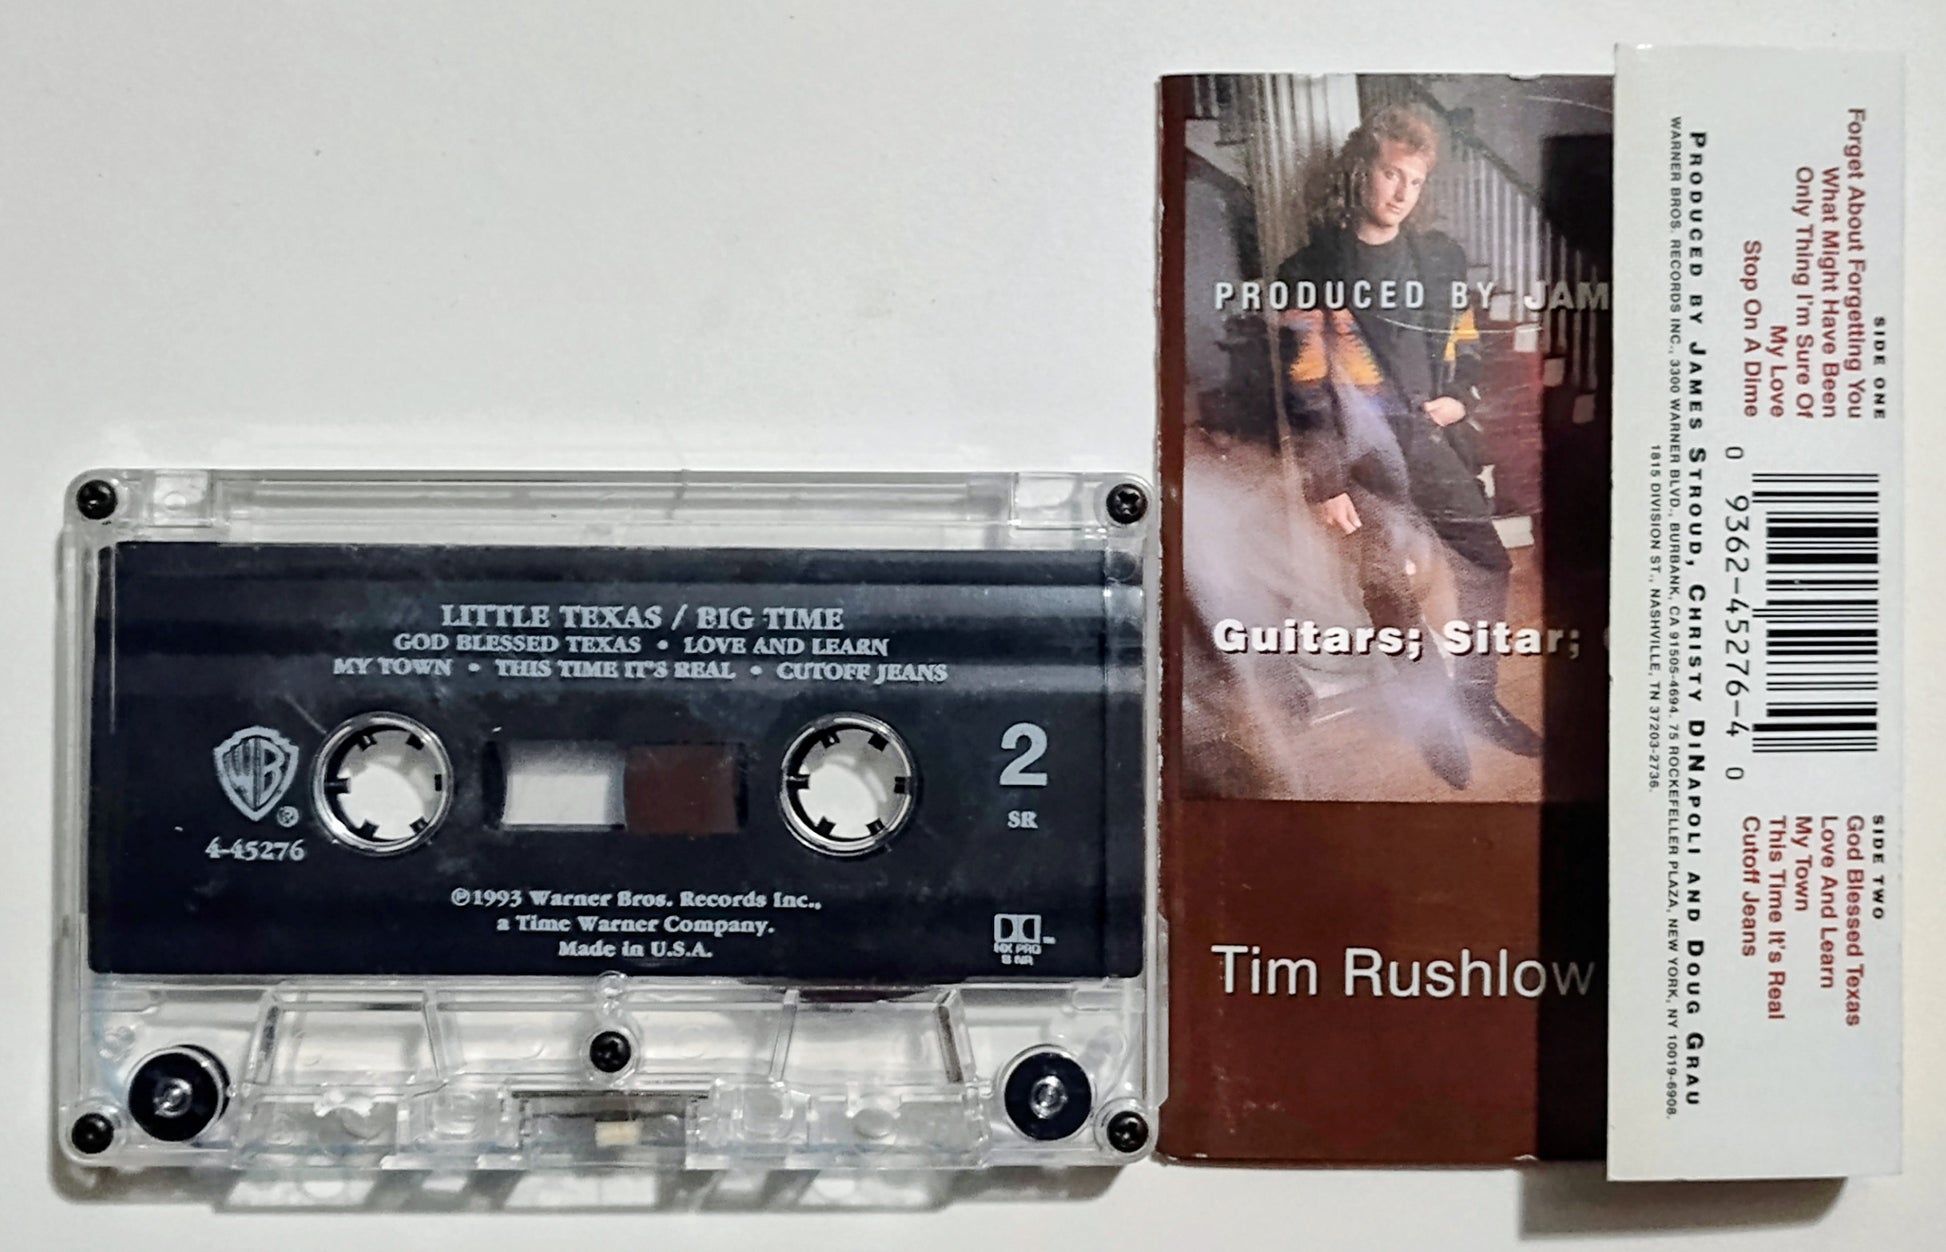 LITTLE TEXAS / BIG TIME
GOD BLESSED TEXAS • LOVE AND LEARN
MY TOWN • THIS TIME IT'S REAL • CUTOFF JEANS
WB
®
4-45276
2
SR
℗1993 Warner Bros. Records Inc.,
a Time Warner Company.
Made in U.S.A.
HX PRO
B NR
PRODUCED BY JAM
Guitars; Sitar;
Tim Rushlow
SIDE ONE
Forget About Forgetting You
What Might Have Been
Only Thing I'm Sure Of
My Love
Stop On A Dime
0 9362-45276-4 0
SIDE TWO
God Blessed Texas
Love And Learn
My Town
This Time It's Real
Cutoff Jeans
PRODUCED BY JAMES STROUD, CHRISTY DINAPOLI AND DOUG GRAU
WARNER BROS. RECORDS INC., 3300 WARNER BLVD., BURBANK, CA 91505-4694. 75 ROCKEFELLER PLAZA, NEW YORK, NY 10019-6908.
1815 DIVISION ST., NASHVILLE, TN 37203-2736.